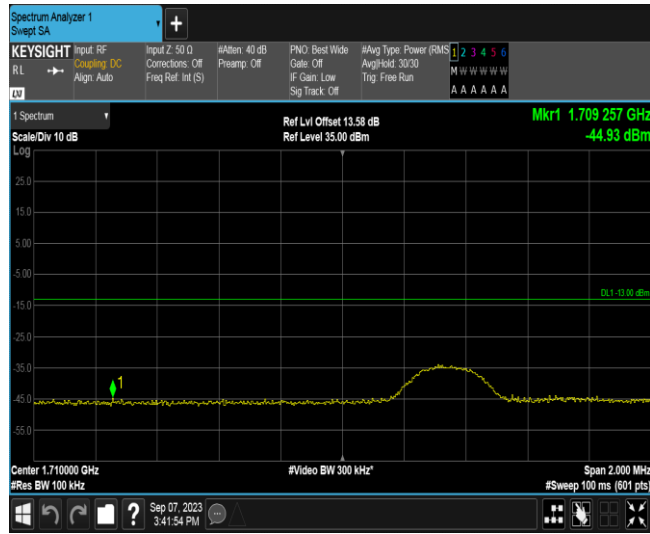 Spectrum Analyzer 1
Swept SA
KEYSIGHT
RL
LXI
Input: RF
Coupling: DC
Align: Auto
Input Z: 50 Ω
Corrections: Off
Freq Ref: Int (S)
#Atten: 40 dB
Preamp: Off
PNO: Best Wide
Gate: Off
IF Gain: Low
Sig Track: Off
#Avg Type: Power (RMS
Avg|Hold: 30/30
Trig: Free Run
1 2 3 4 5 6
M W W W W W
A A A A A A
1 Spectrum
Scale/Div 10 dB
Ref Lvl Offset 13.58 dB
Ref Level 35.00 dBm
Mkr1 1.709 257 GHz
-44.93 dBm
Log
25.0
15.0
5.00
-5.00
DL1 -13.00 dBm
-15.0
-25.0
-35.0
1
-45.0
-55.0
Center 1.710000 GHz
#Res BW 100 kHz
#Video BW 300 kHz*
Span 2.000 MHz
#Sweep 100 ms (601 pts)
?
Sep 07, 2023
3:41:54 PM